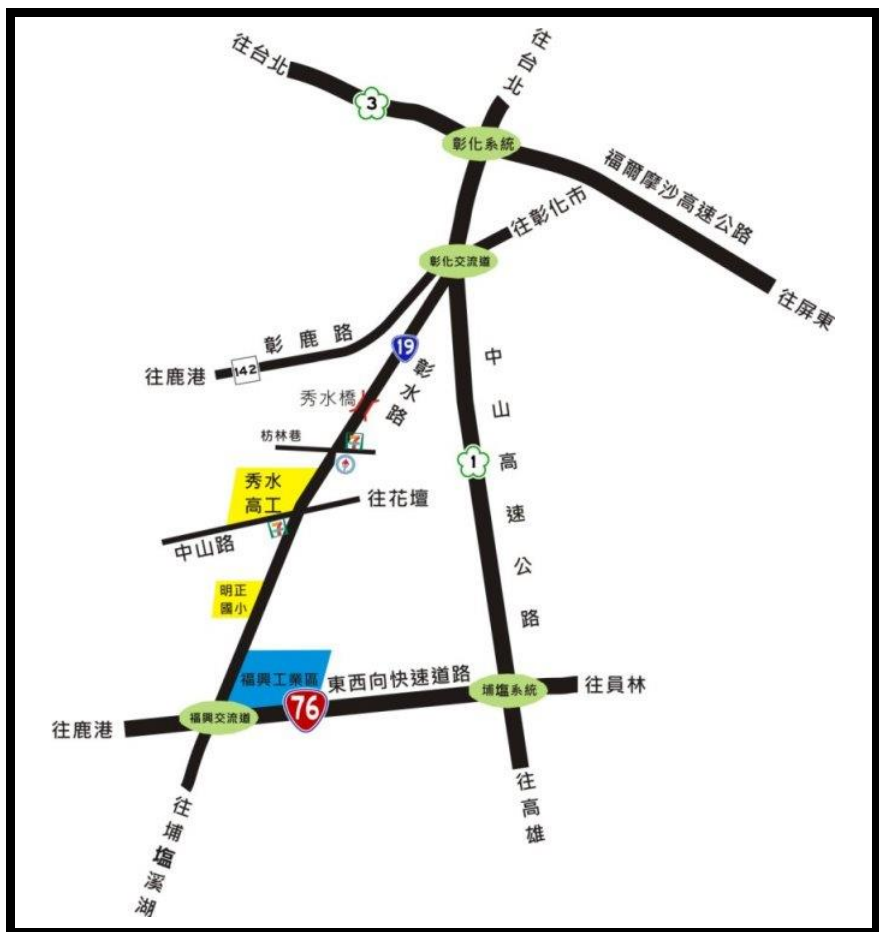 往台北
往台北
3
彰化系統
福爾摩沙高速公路
往彰化市
彰化交流道
往屏東
彰鹿路
19
142
往鹿港
彰水路
中山高速公路
秀水橋
枋林巷
7
1
秀水
高工
往花壇
7
中山路
明正
國小
福興工業區
東西向快速道路
76
埔塩系統
往員林
福興交流道
往鹿港
往高雄
往埔塩溪湖